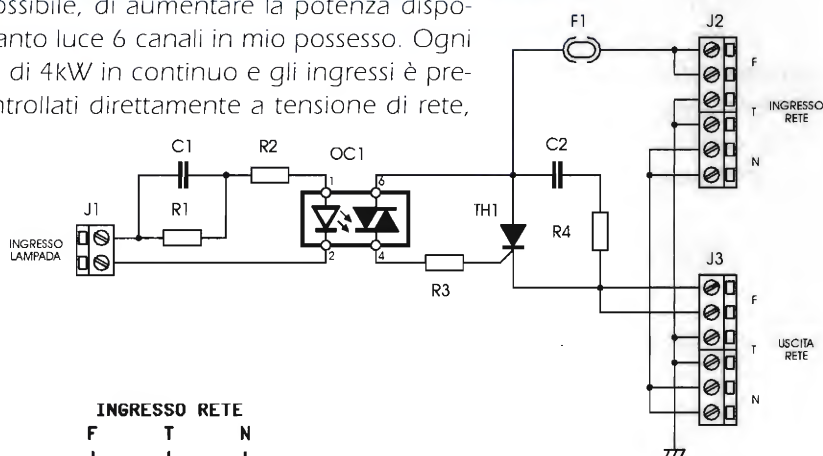 ossibile, di aumentare la potenza dispo-
anto luce 6 canali in mio possesso. Ogni
di 4kW in continuo e gli ingressi è pre-
ntrollati direttamente a tensione di rete,
F1
J2
F
T
N
INGRESSO
RETE
C1
R2
OC1
C2
J1
R1
1
6
2
4
TH1
R4
R3
INGRESSO
LAMPADA
J3
F
T
N
USCITA
RETE
INGRESSO RETE
F T N